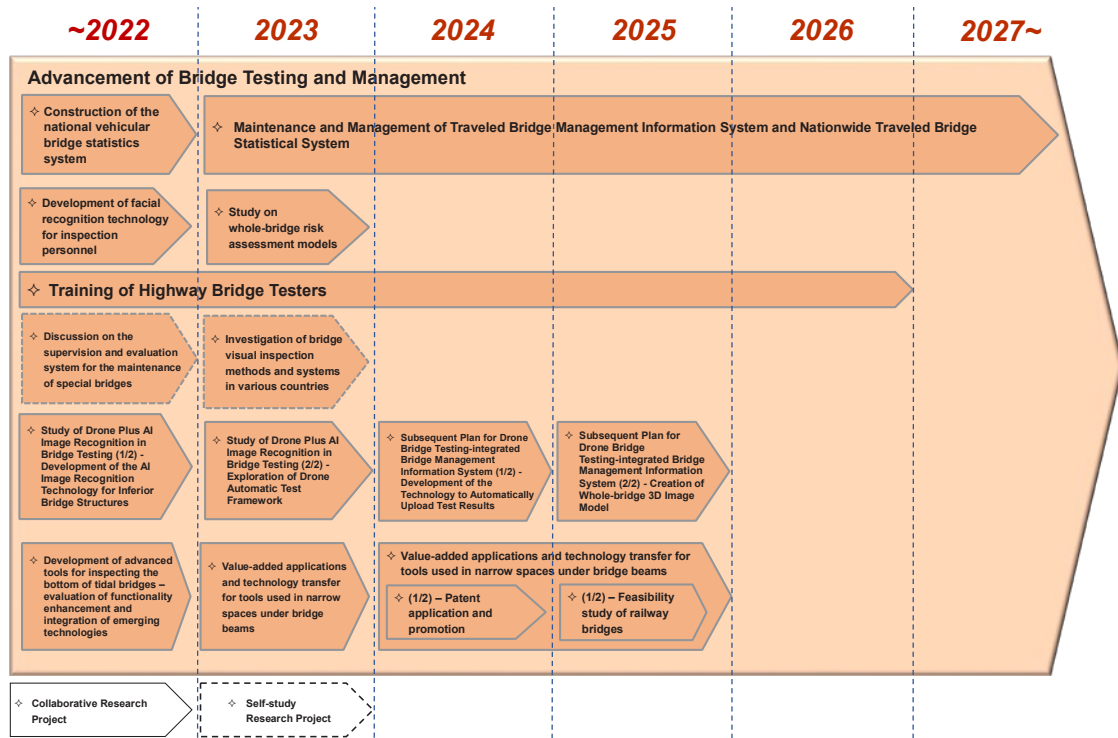 ~2022 2023 2024 2025 2026 2027~
Advancement of Bridge Testing and Management
✧ Construction of the
national vehicular
bridge statistics
system
✧ Maintenance and Management of Traveled Bridge Management Information System and Nationwide Traveled Bridge
Statistical System
✧ Development of facial
recognition technology
for inspection
personnel
✧ Study on
whole-bridge risk
assessment models
✧ Training of Highway Bridge Testers
✧ Discussion on the
supervision and evaluation
system for the maintenance
of special bridges
✧ Investigation of bridge
visual inspection
methods and systems
in various countries
✧ Study of Drone Plus AI
Image Recognition in
Bridge Testing (1/2) -
Development of the AI
Image Recognition
Technology for Inferior
Bridge Structures
✧ Study of Drone Plus AI
Image Recognition in
Bridge Testing (2/2) -
Exploration of Drone
Automatic Test
Framework
✧ Subsequent Plan for Drone
Bridge Testing-integrated
Bridge Management
Information System (1/2) -
Development of the
Technology to Automatically
Upload Test Results
✧ Subsequent Plan for
Drone Bridge
Testing-integrated Bridge
Management Information
System (2/2) - Creation of
Whole-bridge 3D Image
Model
✧ Development of advanced
tools for inspecting the
bottom of tidal bridges –
evaluation of functionality
enhancement and
integration of emerging
technologies
✧ Value-added applications
and technology transfer
for tools used in narrow
spaces under bridge
beams
✧ Value-added applications and technology transfer for
tools used in narrow spaces under bridge beams
✧ (1/2) – Patent
application and
promotion
✧ (1/2) – Feasibility
study of railway
bridges
✧ Collaborative Research
Project
✧ Self-study
Research Project